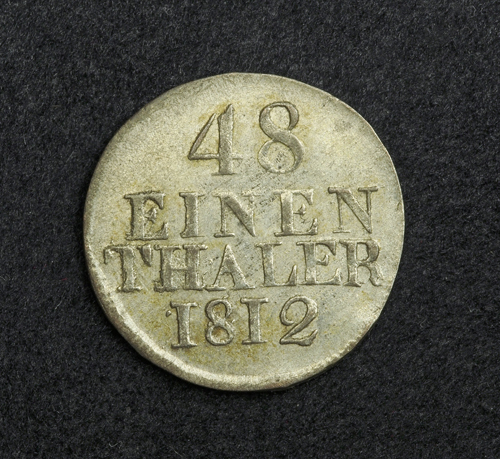 48
EINEN
THALER
1812